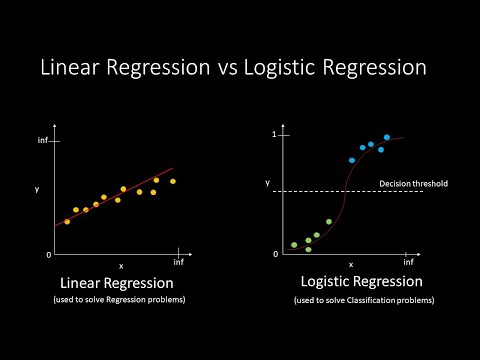 Linear Regression vs Logistic Regression
inf
y
0
x
inf
Linear Regression
(used to solve Regression problems)
1
y
Decision threshold
0
x
inf
Logistic Regression
(used to solve Classification problems)